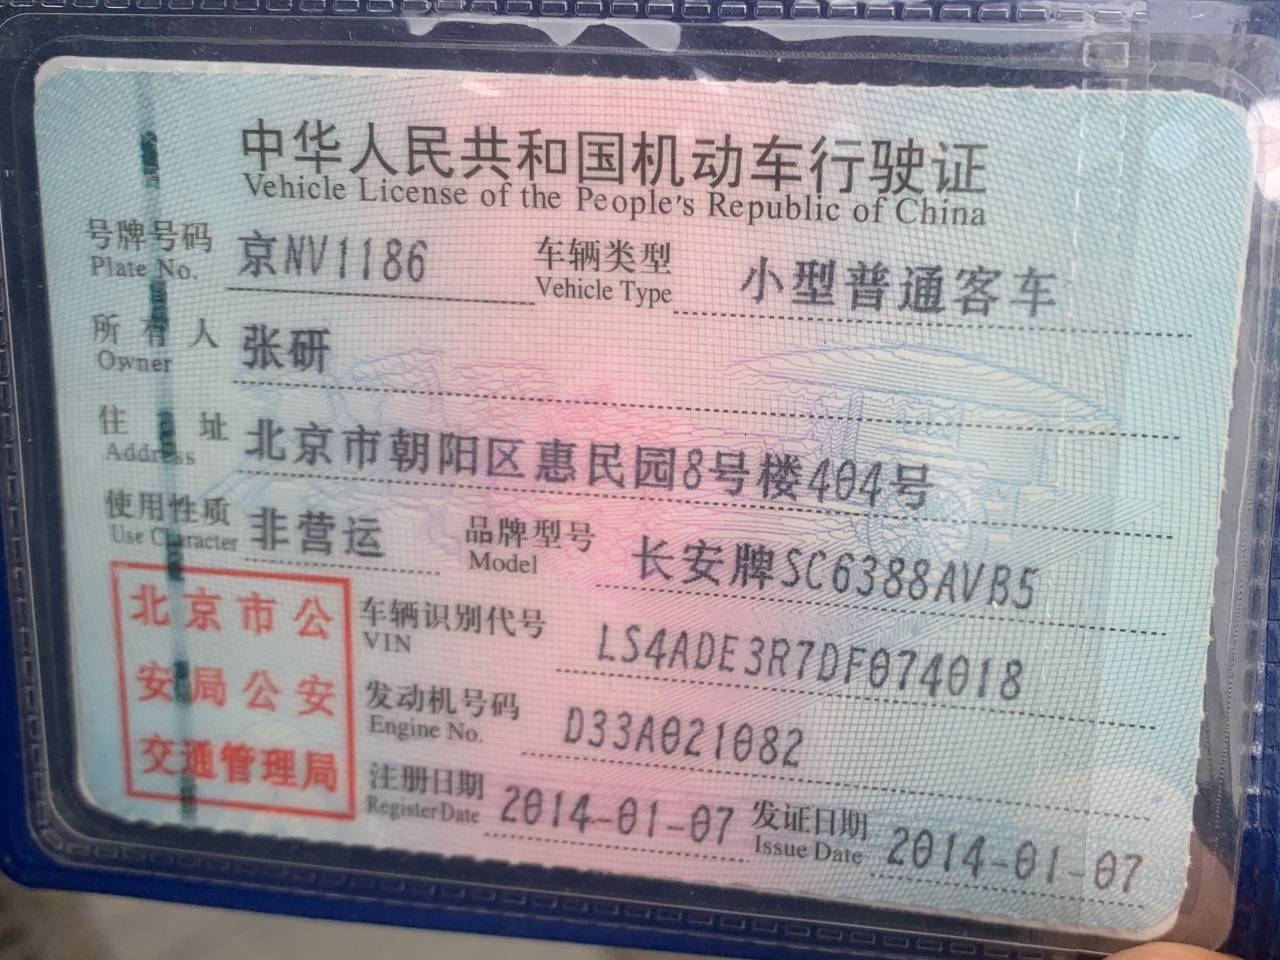 中华人民共和国机动车行驶证
Vehicle License of the People's Republic of China
号牌号码 京NV1186 车辆类型 小型普通客车
Plate No. Vehicle Type
所有人 张研
Owner
住址 北京市朝阳区惠民园8号楼404号
Address
使用性质 非营运 品牌型号 长安牌SC6388AVB5
Use Character Model
车辆识别代号 LS4ADE3R7DF074018
VIN
发动机号码 D33A021082
Engine No.
注册日期 2014-01-07 发证日期 2014-01-07
Register Date Issue Date
北京市公
安局公安
交通管理局